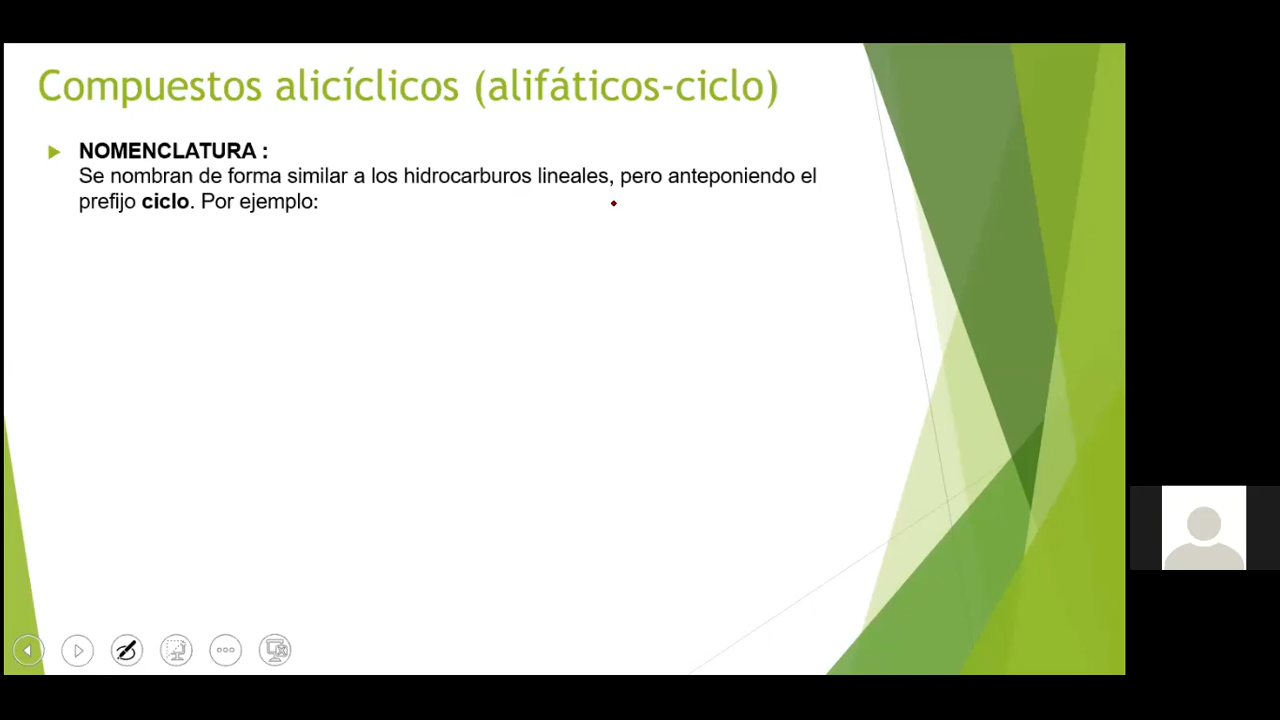 Compuestos alicíclicos (alifáticos-ciclo)
NOMENCLATURA :
Se nombran de forma similar a los hidrocarburos lineales, pero anteponiendo el
prefijo ciclo. Por ejemplo: